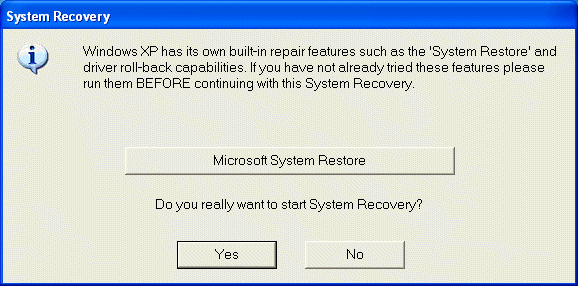 System Recovery
Windows XP has its own built-in repair features such as the 'System Restore' and
driver roll-back capabilities. If you have not already tried these features please
run them BEFORE continuing with this System Recovery.
Microsoft System Restore
Do you really want to start System Recovery?
Yes
No